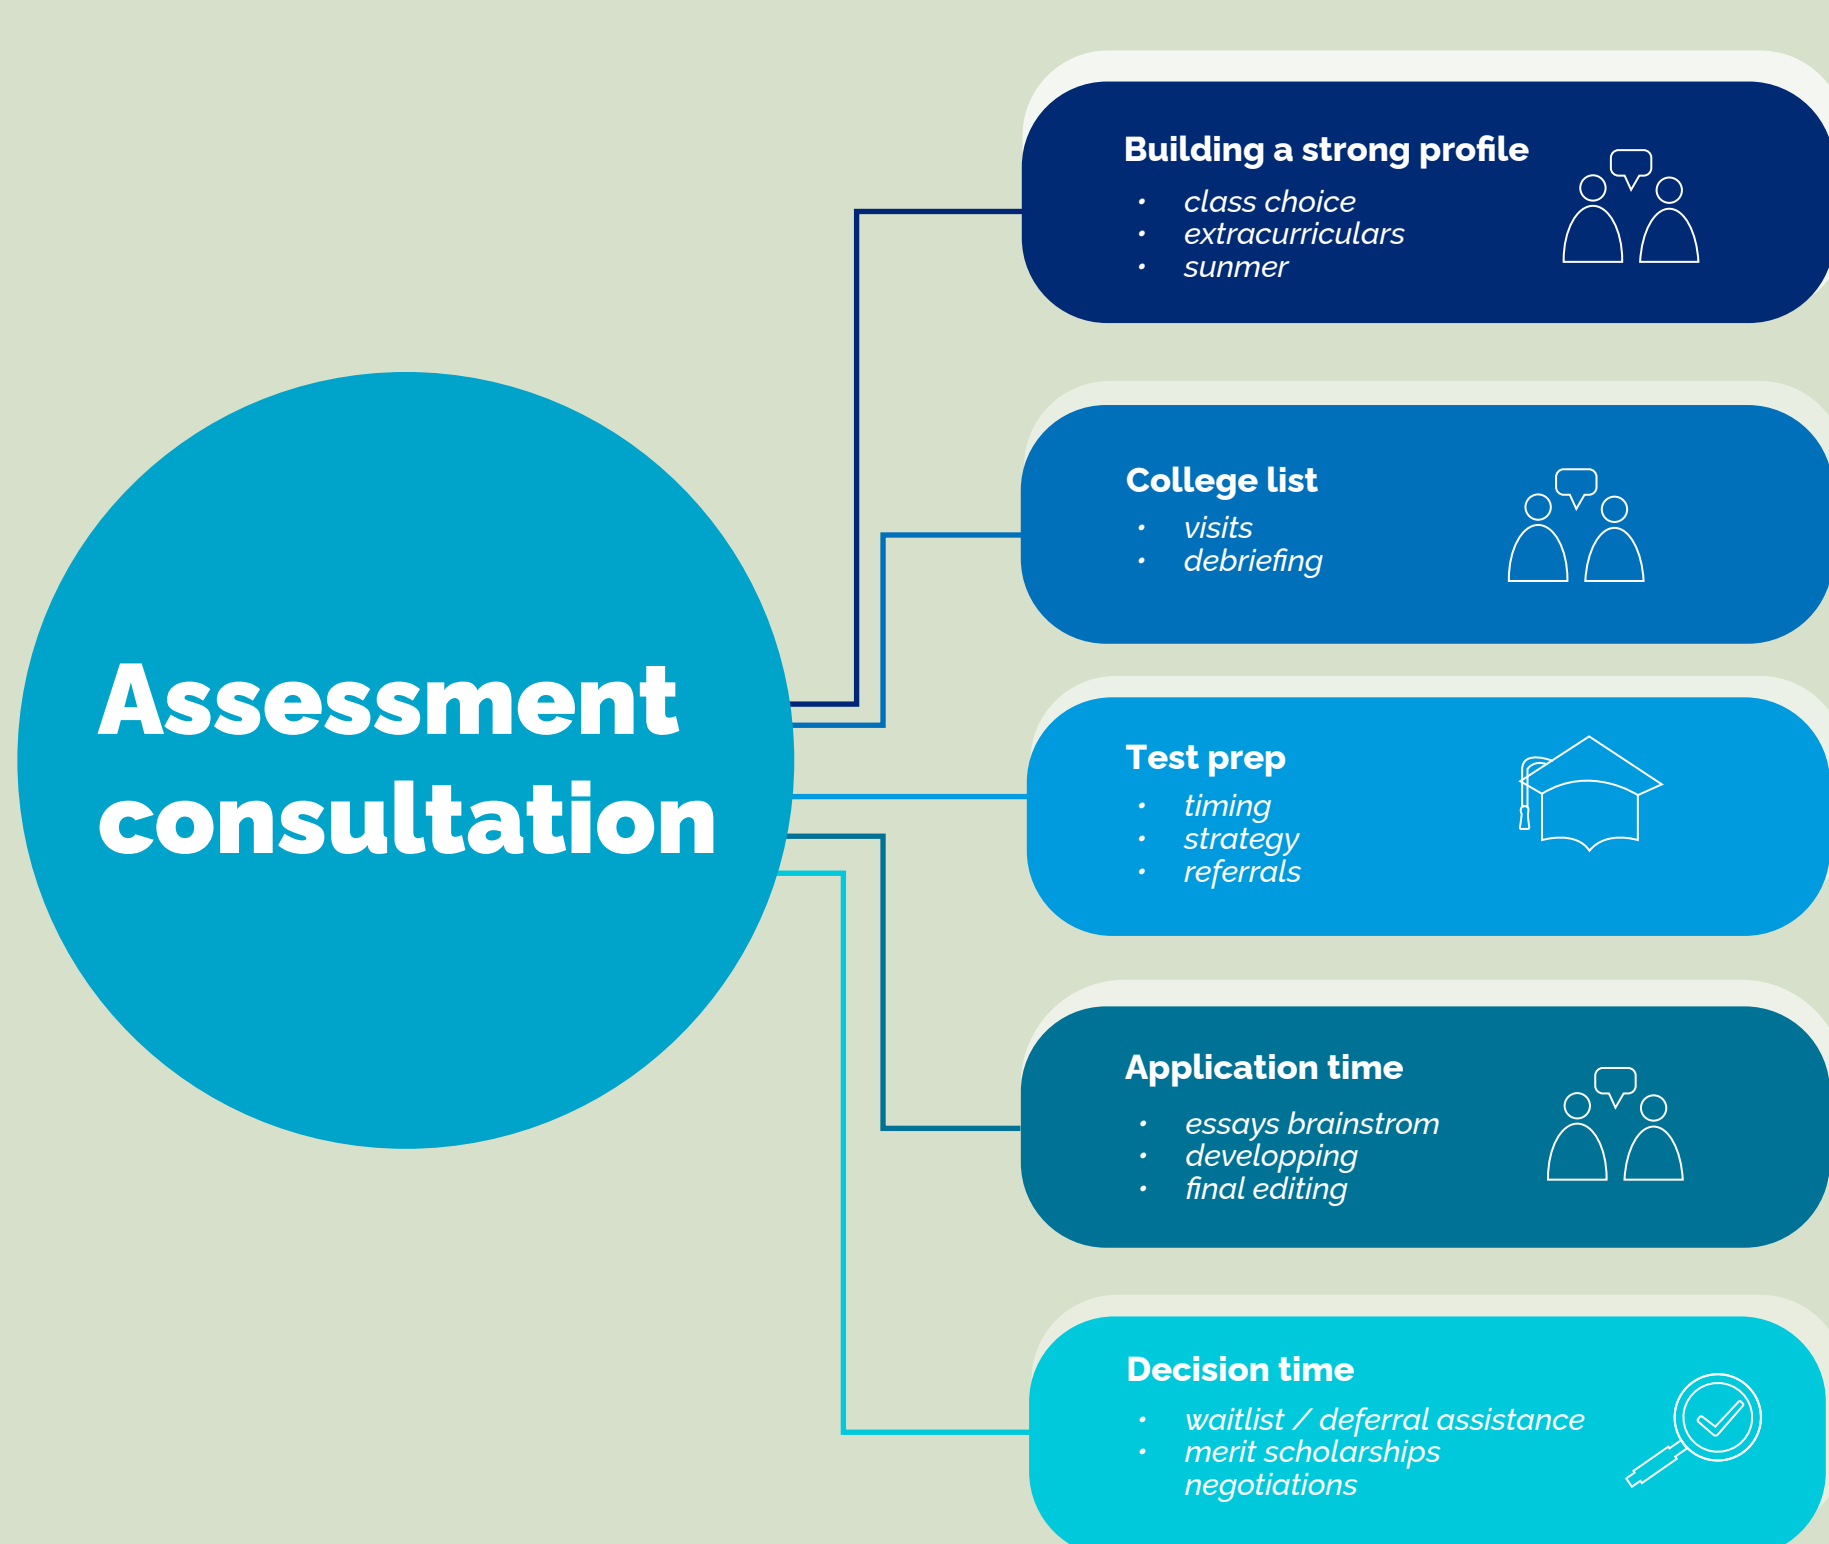 Assessment
consultation
Building a strong profile
• class choice
• extracurriculars
• sunmer
College list
• visits
• debriefing
Test prep
• timing
• strategy
• referrals
Application time
• essays brainstrom
• developping
• final editing
Decision time
• waitlist / deferral assistance
• merit scholarships
negotiations